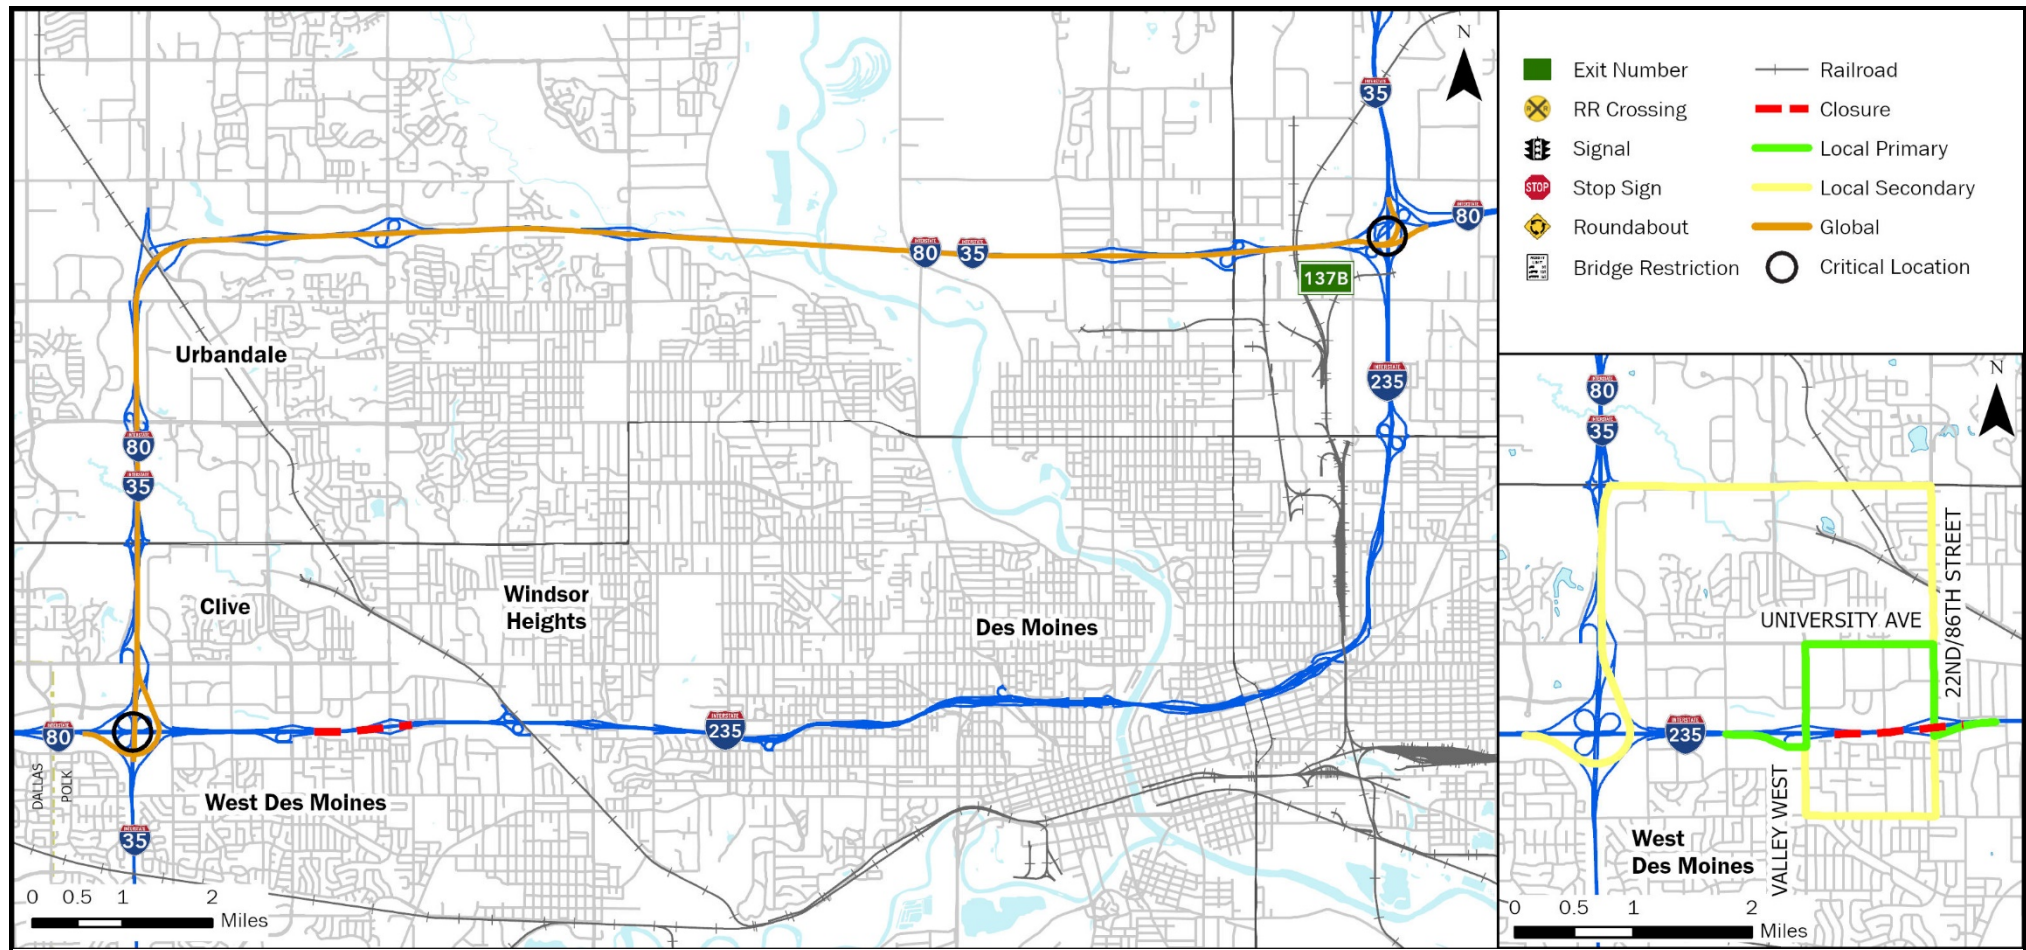 N
35
80
80 35
137B
Urbandale
235
80
35
Clive
Windsor
Heights
Des Moines
80
235
DALLAS
POLK
West Des Moines
35
0 0.5 1 2
Miles
Exit Number
RR Crossing
Signal
STOP
Stop Sign
Roundabout
Bridge Restriction
Railroad
Closure
Local Primary
Local Secondary
Global
Critical Location
N
80
35
22ND/86TH STREET
UNIVERSITY AVE
235
VALLEY WEST
West
Des Moines
0 0.5 1 2
Miles